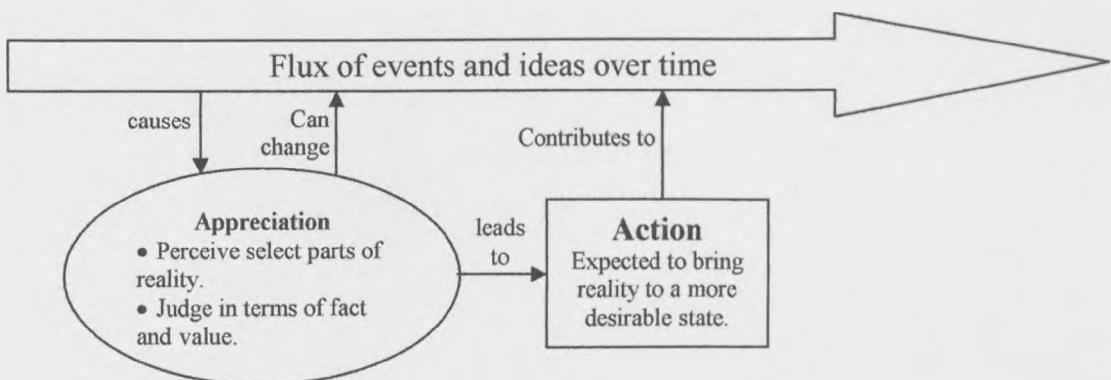 Flux of events and ideas over time
causes
Can
change
Contributes to
Appreciation
• Perceive select parts of
reality.
• Judge in terms of fact
and value.
leads
to
Action
Expected to bring
reality to a more
desirable state.